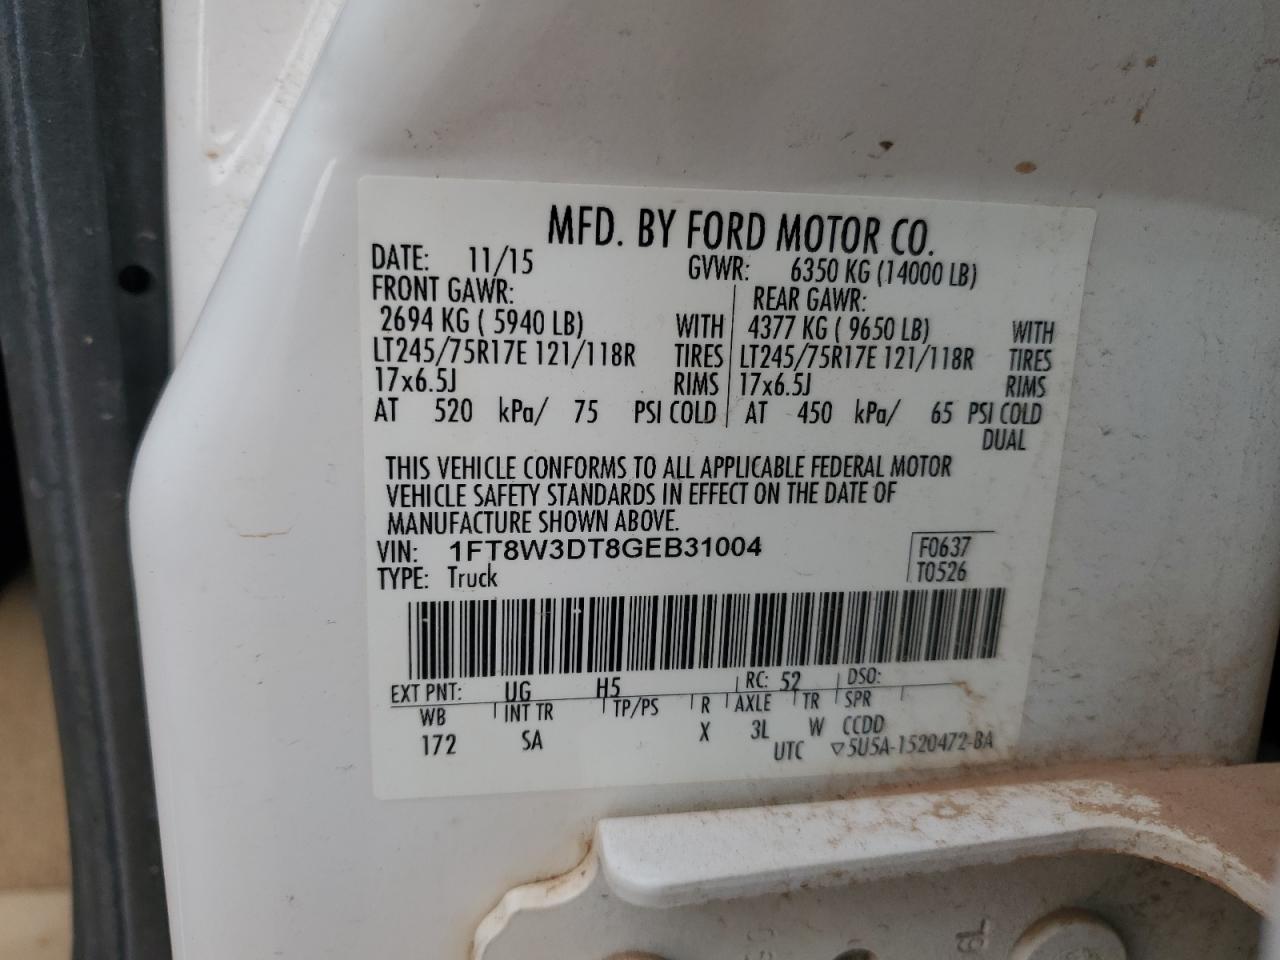 MFD. BY FORD MOTOR CO.
DATE: 11/15 GVWR: 6350 KG (14000 LB)
FRONT GAWR: REAR GAWR:
2694 KG ( 5940 LB) WITH 4377 KG ( 9650 LB) WITH
LT245/75R17E 121/118R TIRES LT245/75R17E 121/118R TIRES
17x6.5J RIMS 17x6.5J RIMS
AT 520 kPa/ 75 PSI COLD AT 450 kPa/ 65 PSI COLD
DUAL
THIS VEHICLE CONFORMS TO ALL APPLICABLE FEDERAL MOTOR
VEHICLE SAFETY STANDARDS IN EFFECT ON THE DATE OF
MANUFACTURE SHOWN ABOVE.
VIN: 1FT8W3DT8GEB31004 F0637
TYPE: Truck T0526
EXT PNT: UG H5 RC: 52 DSO:
WB INT TR TP/PS R AXLE TR SPR
172 SA X 3L W CCDD
UTC ▽5U5A-1520472-BA